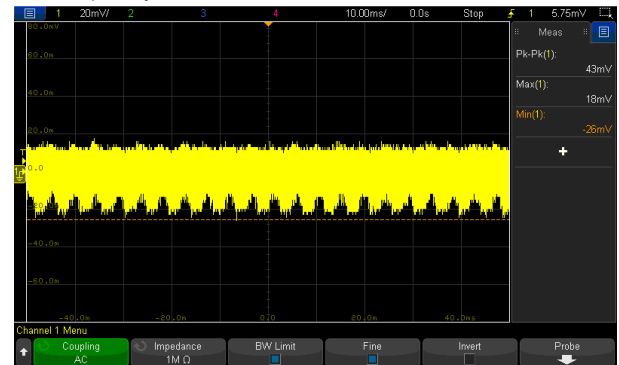 1 20mV/ 2 3 4 10.00ms/ 0.0s Stop 1 5.75mV
80.0mV
Meas
Pk-Pk(1):
60.0m
43mV
Max(1):
40.0m
18mV
Min(1):
20.0m
-26mV
T
0.0
1
-20.0m
-40.0m
-60.0m
-40.0m -20.0m 0.0 20.0m 40.0ms
Channel 1 Menu
Coupling Impedance BW Limit Fine Invert Probe
AC 1M Ω